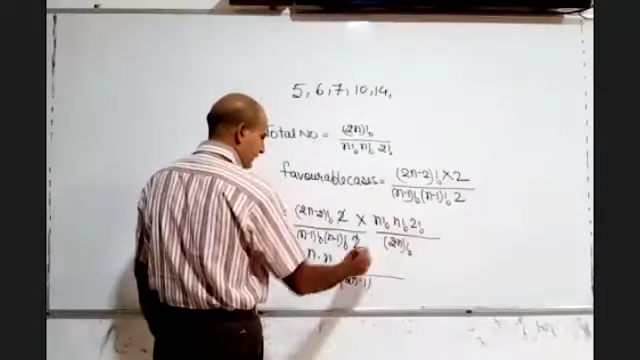 5, 6, 7, 10, 14,
Total No = (2n)! / n! n! 2!
favourable cases = (2n-2)! × 2 / (n-1)! (n-1)! 2
: (2n-2)! 2 / (n-1)! (n-1)! 2 × n! n! 2! / (2n)!
n · n